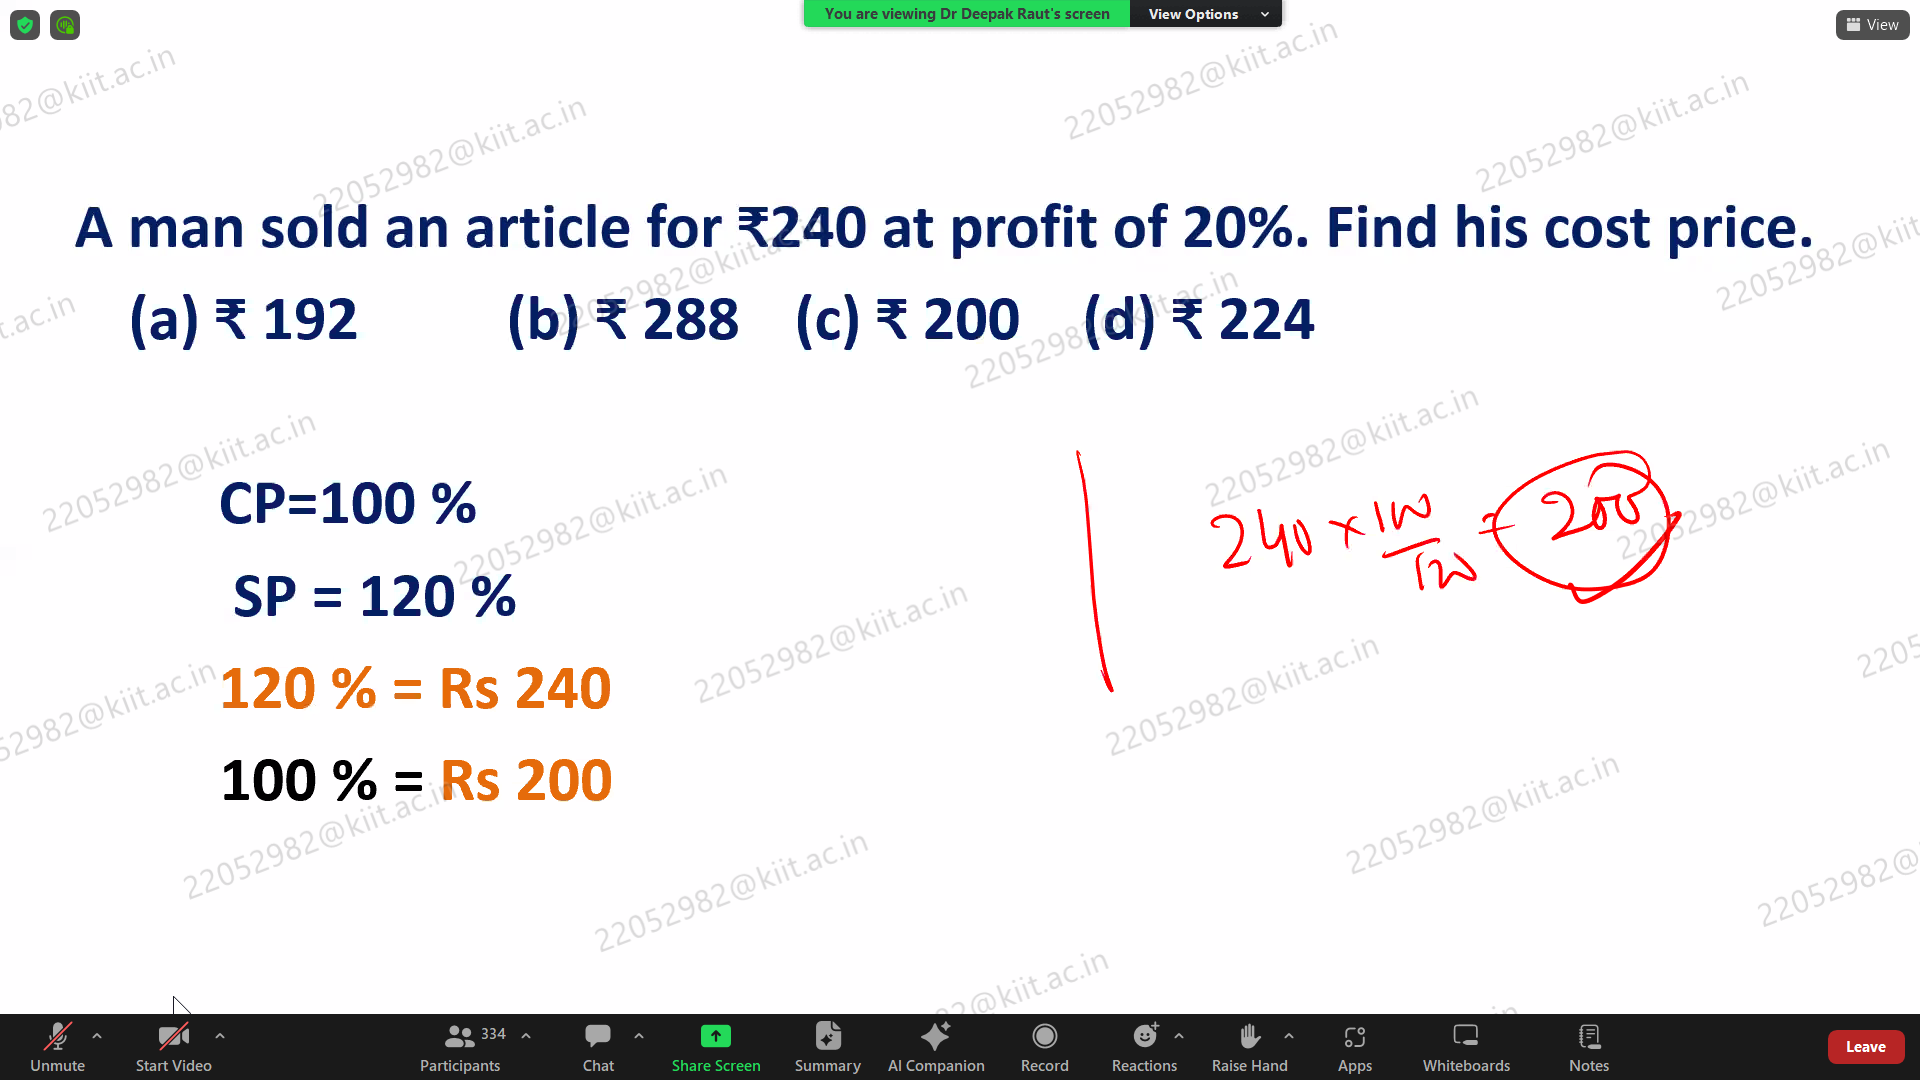 You are viewing Dr Deepak Raut's screen
View Options
View
A man sold an article for ₹240 at profit of 20%. Find his cost price.
(a) ₹ 192 (b) ₹ 288 (c) ₹ 200 (d) ₹ 224
CP=100 %
SP = 120 %
120 % = Rs 240
100 % = Rs 200
240 × 100/120 = 200
22052982@kiit.ac.in
Unmute
Start Video
Participants 334
Chat
Share Screen
Summary
AI Companion
Record
Reactions
Raise Hand
Apps
Whiteboards
Notes
Leave